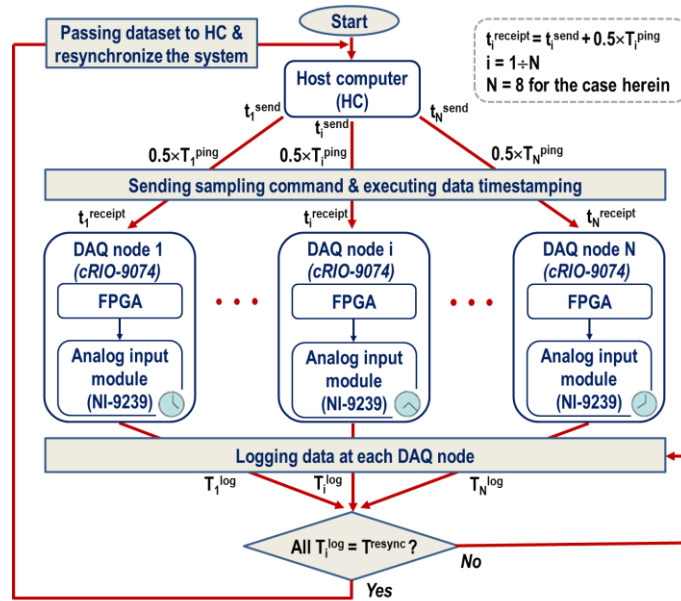 Start
Passing dataset to HC &
resynchronize the system
Host computer
(HC)
t_i^receipt = t_i^send + 0.5×T_i^ping
i = 1÷N
N = 8 for the case herein
t_1^send
t_i^send
t_N^send
0.5×T_1^ping
0.5×T_i^ping
0.5×T_N^ping
Sending sampling command & executing data timestamping
t_1^receipt
t_i^receipt
t_N^receipt
DAQ node 1
(cRIO-9074)
FPGA
Analog input
module
(NI-9239)
DAQ node i
(cRIO-9074)
FPGA
Analog input
module
(NI-9239)
DAQ node N
(cRIO-9074)
FPGA
Analog input
module
(NI-9239)
Logging data at each DAQ node
T_1^log
T_i^log
T_N^log
All T_i^log = T^resync ?
No
Yes